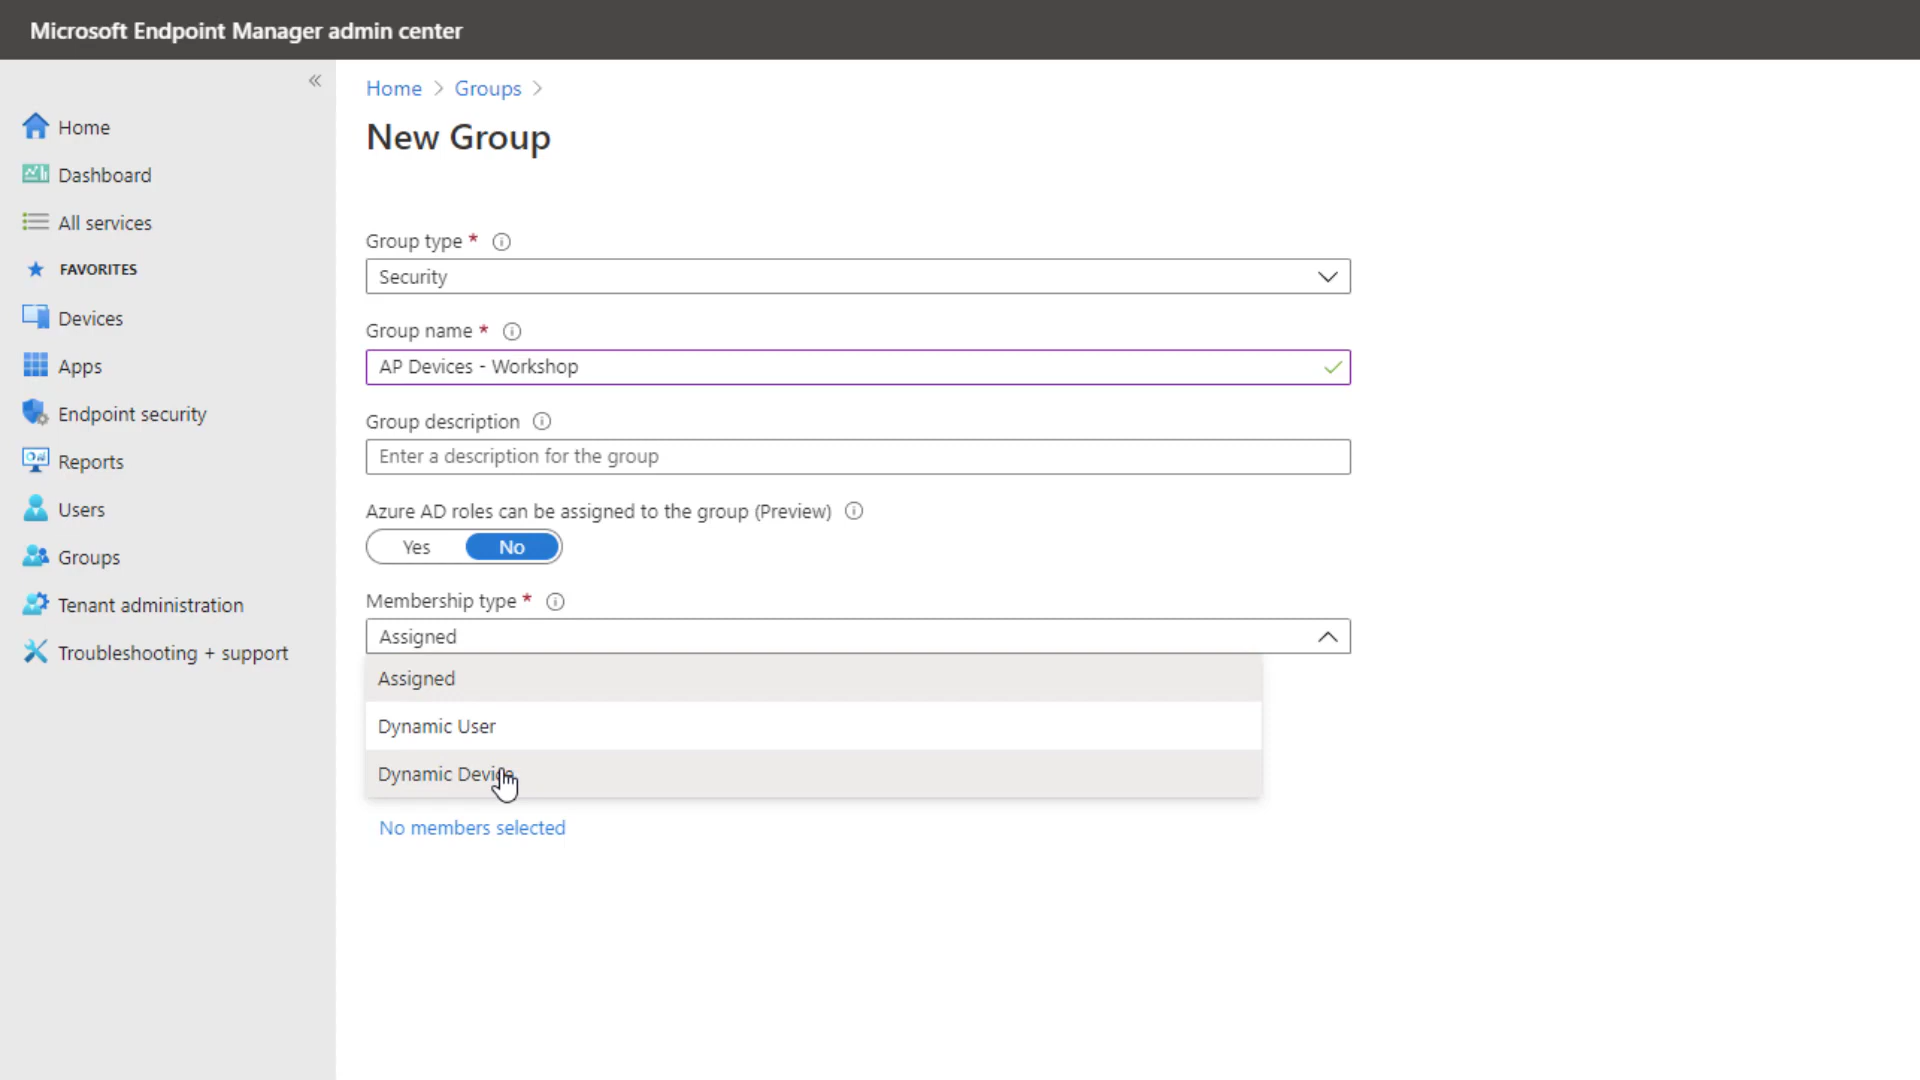 Microsoft Endpoint Manager admin center
Home
Dashboard
All services
FAVORITES
Devices
Apps
Endpoint security
Reports
Users
Groups
Tenant administration
Troubleshooting + support
Home > Groups >
New Group
Group type *
Security
Group name *
AP Devices - Workshop
Group description
Enter a description for the group
Azure AD roles can be assigned to the group (Preview)
Yes No
Membership type *
Assigned
Assigned
Dynamic User
Dynamic Device
No members selected